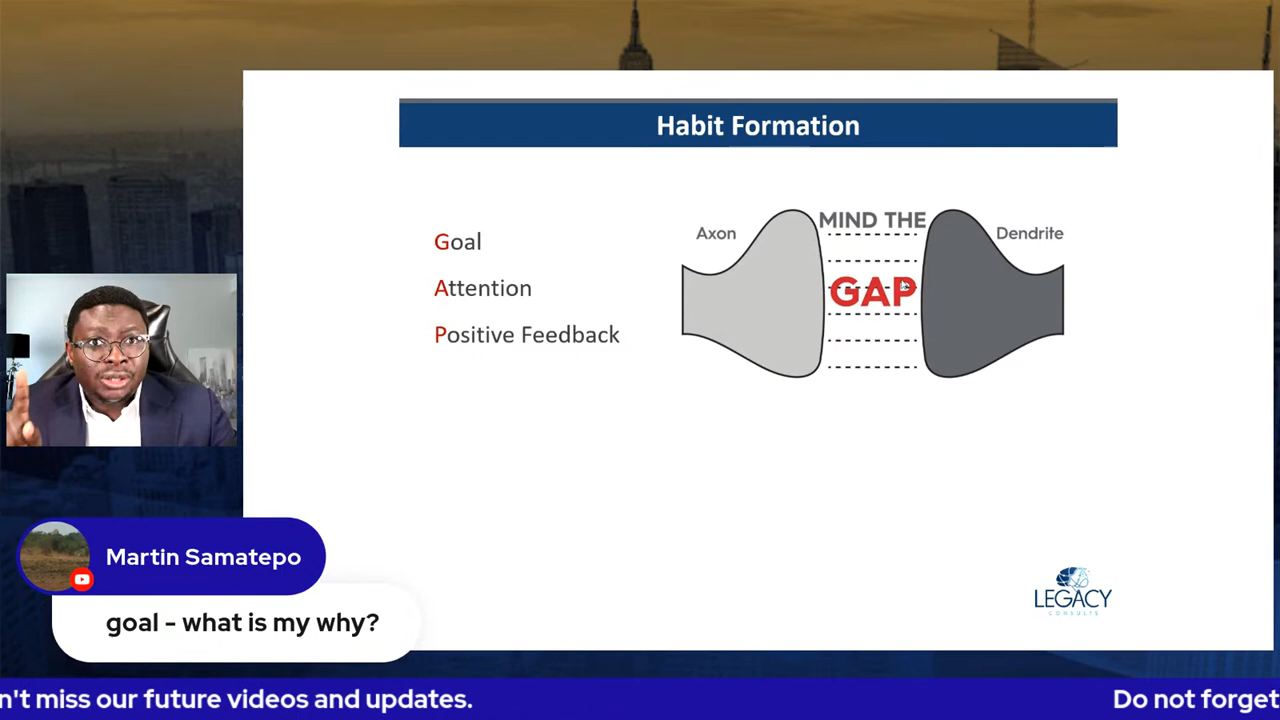 Habit Formation
Goal
Attention
Positive Feedback
Axon
MIND THE
GAP
Dendrite
LEGACY
CONSULTS
Martin Samatepo
goal - what is my why?
n't miss our future videos and updates.
Do not forget